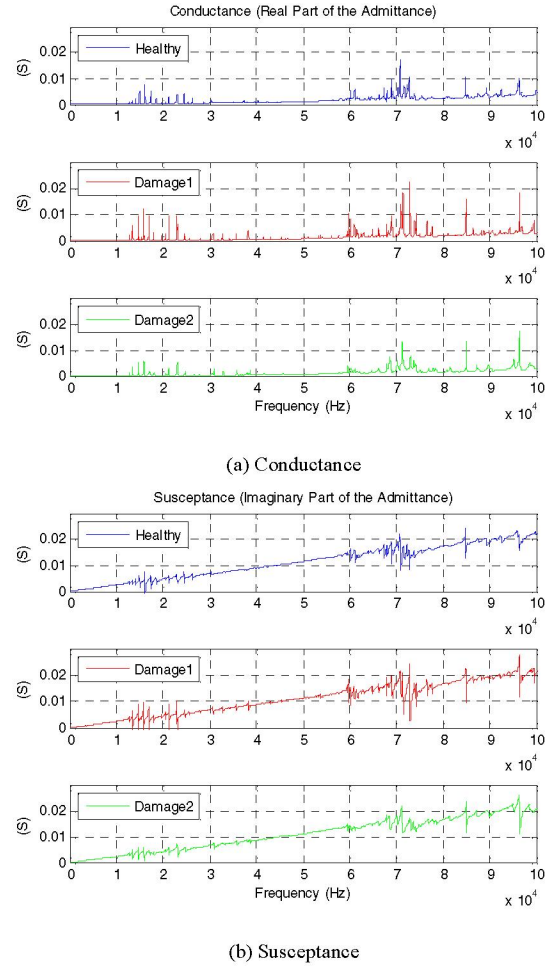 Conductance (Real Part of the Admittance)
(S)
0.02
0.01
0
Healthy
0 1 2 3 4 5 6 7 8 9 10
x 10^4
(S)
0.02
0.01
0
Damage1
0 1 2 3 4 5 6 7 8 9 10
x 10^4
(S)
0.02
0.01
0
Damage2
0 1 2 3 4 5 6 7 8 9 10
Frequency (Hz)
x 10^4
(a) Conductance
Susceptance (Imaginary Part of the Admittance)
(S)
0.02
0.01
0
Healthy
0 1 2 3 4 5 6 7 8 9 10
x 10^4
(S)
0.02
0.01
0
Damage1
0 1 2 3 4 5 6 7 8 9 10
x 10^4
(S)
0.02
0.01
0
Damage2
0 1 2 3 4 5 6 7 8 9 10
Frequency (Hz)
x 10^4
(b) Susceptance